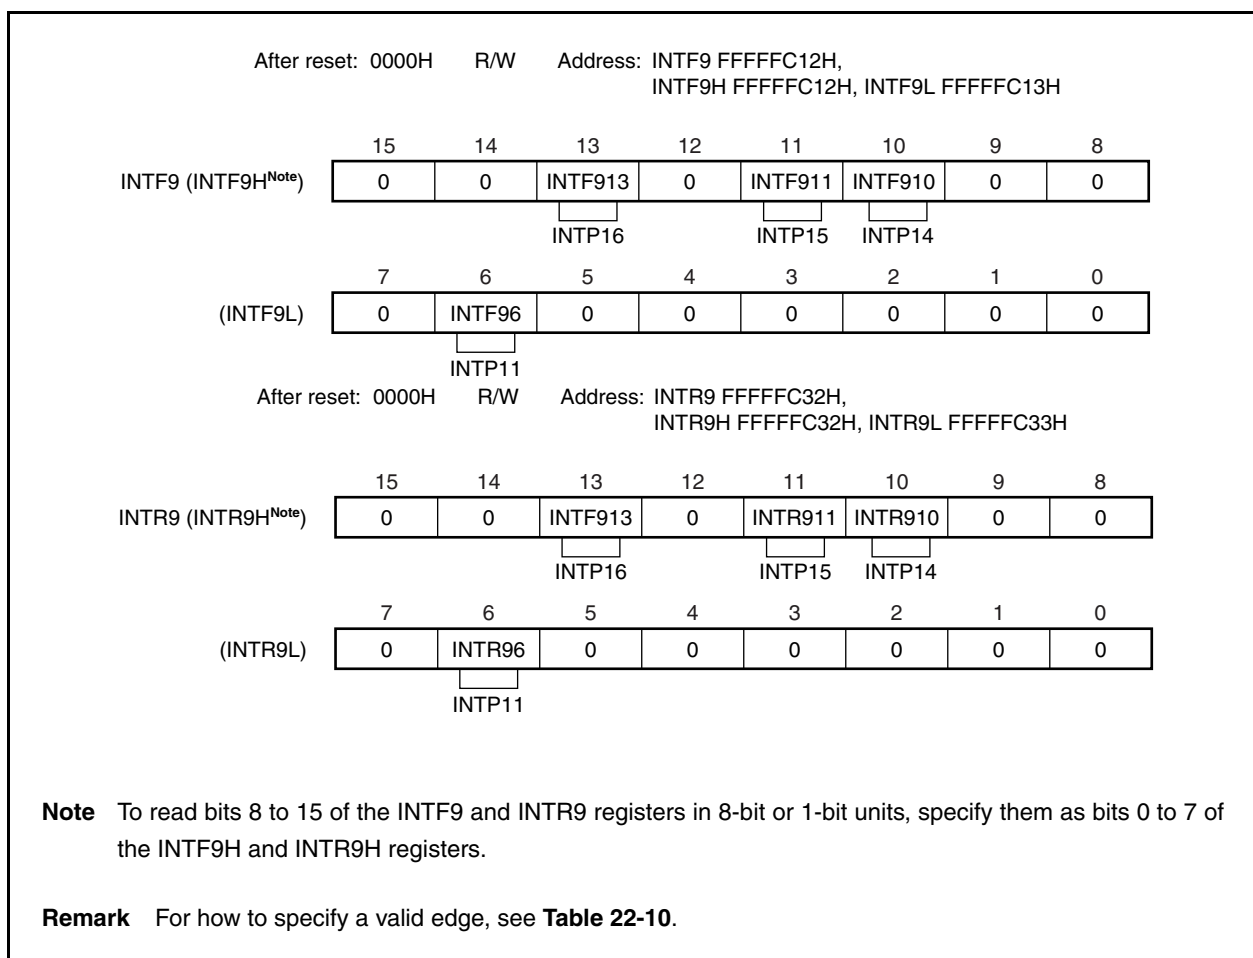 After reset: 0000H R/W Address: INTF9 FFFFFC12H,
INTF9H FFFFFC12H, INTF9L FFFFFC13H
15 14 13 12 11 10 9 8
INTF9 (INTF9HNote) 0 0 INTF913 0 INTF911 INTF910 0 0
INTP16 INTP15 INTP14
7 6 5 4 3 2 1 0
(INTF9L) 0 INTF96 0 0 0 0 0 0
INTP11
After reset: 0000H R/W Address: INTR9 FFFFFC32H,
INTR9H FFFFFC32H, INTR9L FFFFFC33H
15 14 13 12 11 10 9 8
INTR9 (INTR9HNote) 0 0 INTF913 0 INTR911 INTR910 0 0
INTP16 INTP15 INTP14
7 6 5 4 3 2 1 0
(INTR9L) 0 INTR96 0 0 0 0 0 0
INTP11
Note To read bits 8 to 15 of the INTF9 and INTR9 registers in 8-bit or 1-bit units, specify them as bits 0 to 7 of
the INTF9H and INTR9H registers.
Remark For how to specify a valid edge, see Table 22-10.